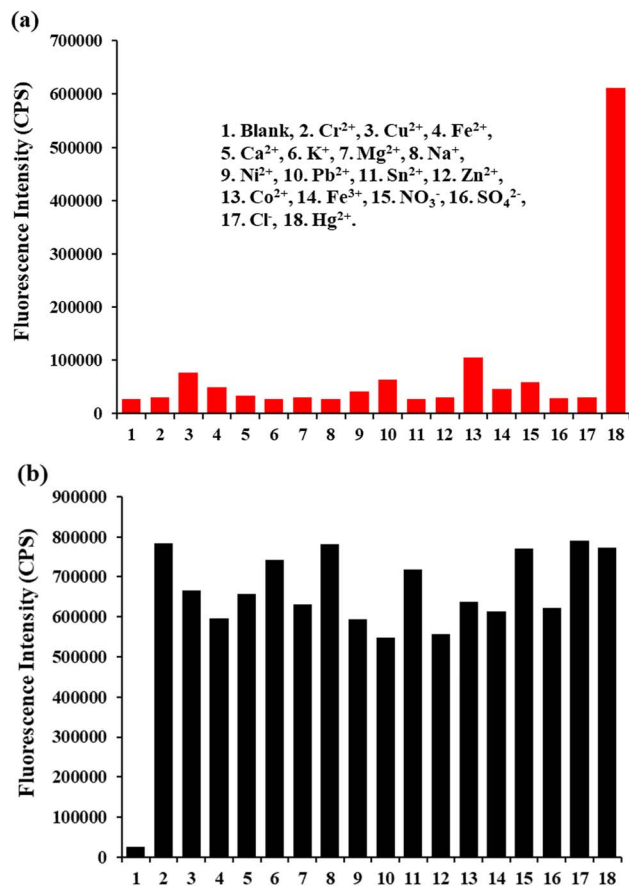 (a)
Fluorescence Intensity (CPS)
700000
600000
500000
400000
300000
200000
100000
0
1. Blank, 2. Cr²⁺, 3. Cu²⁺, 4. Fe²⁺,
5. Ca²⁺, 6. K⁺, 7. Mg²⁺, 8. Na⁺,
9. Ni²⁺, 10. Pb²⁺, 11. Sn²⁺, 12. Zn²⁺,
13. Co²⁺, 14. Fe³⁺, 15. NO₃⁻, 16. SO₄²⁻,
17. Cl⁻, 18. Hg²⁺.
1 2 3 4 5 6 7 8 9 10 11 12 13 14 15 16 17 18
(b)
Fluorescence Intensity (CPS)
900000
800000
700000
600000
500000
400000
300000
200000
100000
0
1 2 3 4 5 6 7 8 9 10 11 12 13 14 15 16 17 18